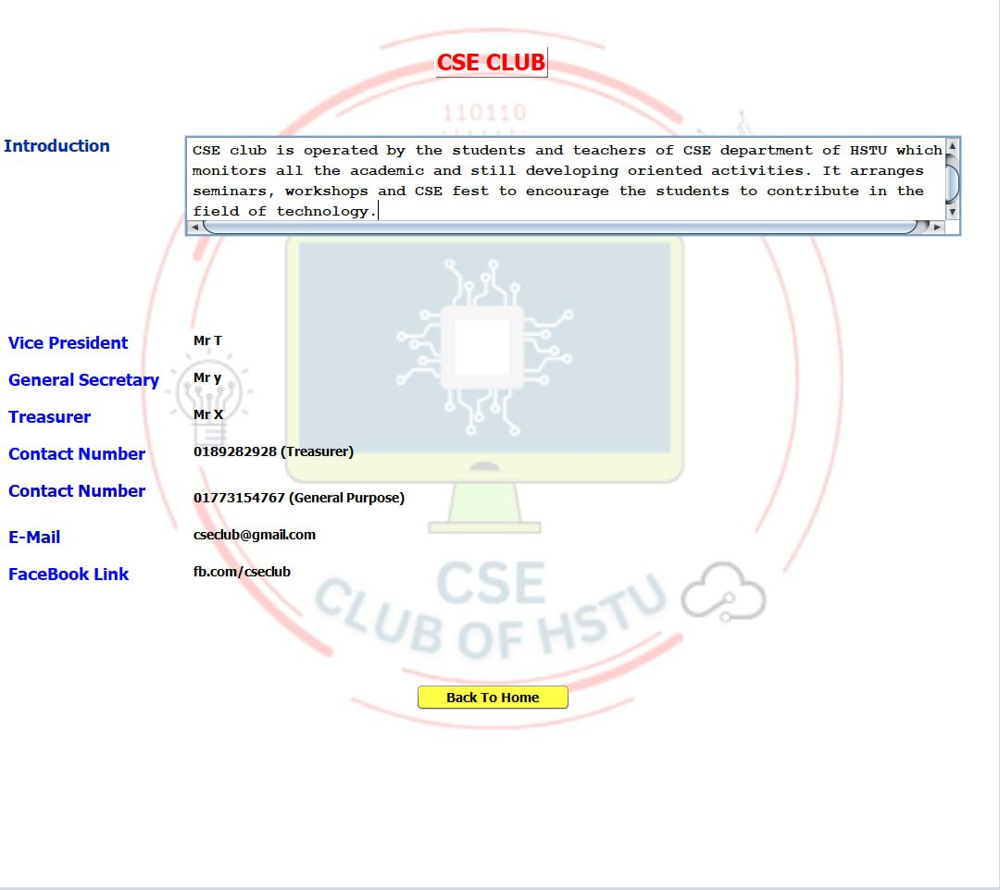 CSE CLUB
110110
Introduction
CSE club is operated by the students and teachers of CSE department of HSTU which
monitors all the academic and still developing oriented activities. It arranges
seminars, workshops and CSE fest to encourage the students to contribute in the
field of technology.
Vice President Mr T
General Secretary Mr y
Treasurer Mr X
Contact Number 0189282928 (Treasurer)
Contact Number 01773154767 (General Purpose)
E-Mail cseclub@gmail.com
FaceBook Link fb.com/cseclub
CSE
CLUB OF HSTU
Back To Home